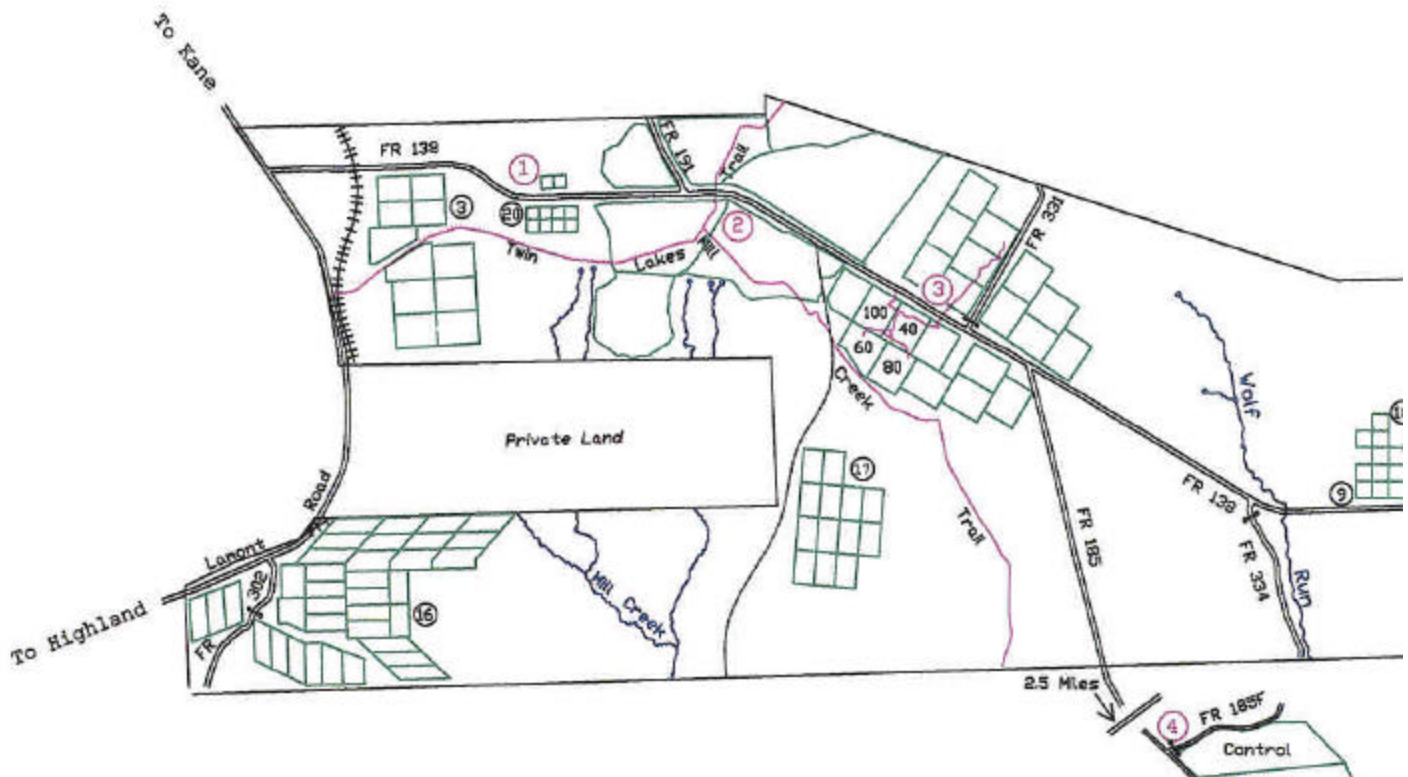 To Kane
FR 138
FR 191
Trail
1
3
20
2
Twin
Lakes
Mill
FR 331
3
100
40
60
80
Creek
Wolf
Private Land
17
9
FR 138
Trail
FR 185
FR 334
Run
Lamont
Road
FR
302
16
Mill Creek
To Highland
2.5 Miles
4
FR 185F
Control